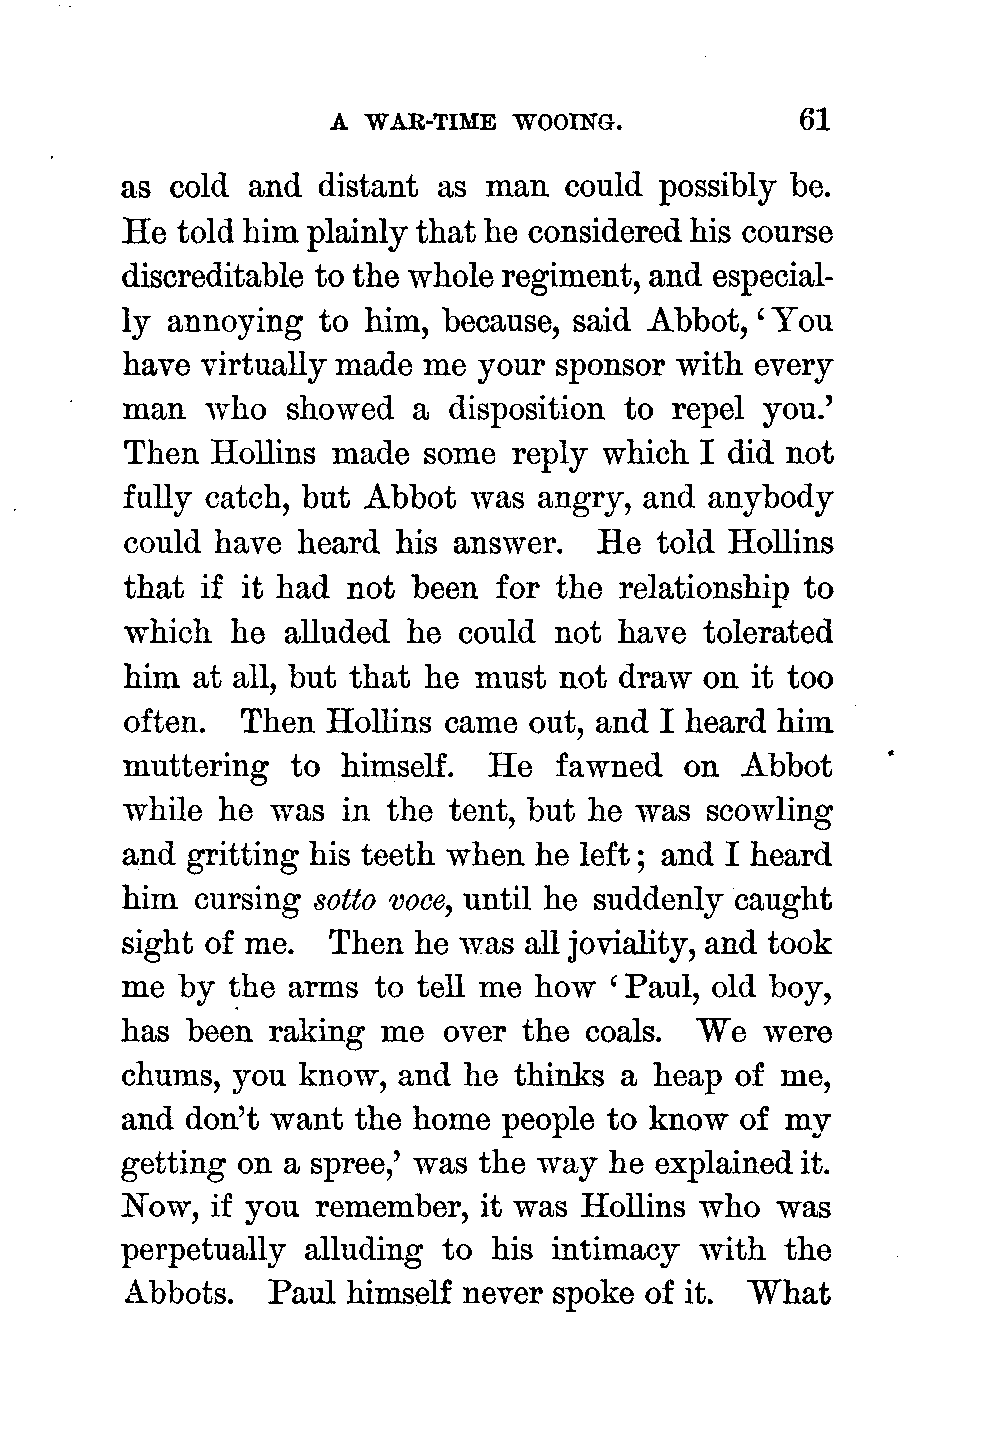 A WAR-TIME WOOING. 61
as cold and distant as man could possibly be.
He told him plainly that he considered his course
discreditable to the whole regiment, and especial-
ly annoying to him, because, said Abbot, ‘You
have virtually made me your sponsor with every
man who showed a disposition to repel you.’
Then Hollins made some reply which I did not
fully catch, but Abbot was angry, and anybody
could have heard his answer. He told Hollins
that if it had not been for the relationship to
which he alluded he could not have tolerated
him at all, but that he must not draw on it too
often. Then Hollins came out, and I heard him
muttering to himself. He fawned on Abbot
while he was in the tent, but he was scowling
and gritting his teeth when he left; and I heard
him cursing sotto voce, until he suddenly caught
sight of me. Then he was all joviality, and took
me by the arms to tell me how ‘Paul, old boy,
has been raking me over the coals. We were
chums, you know, and he thinks a heap of me,
and don’t want the home people to know of my
getting on a spree,’ was the way he explained it.
Now, if you remember, it was Hollins who was
perpetually alluding to his intimacy with the
Abbots. Paul himself never spoke of it. What